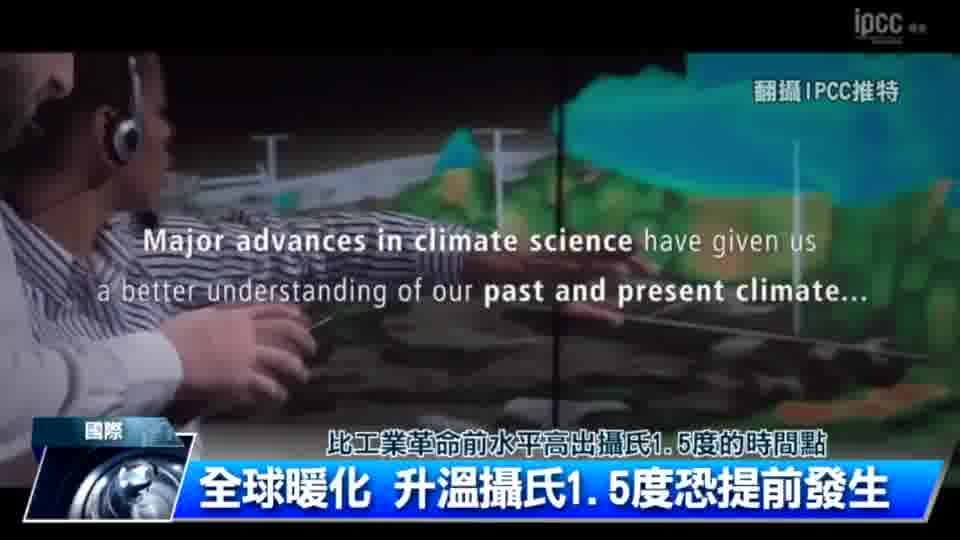 ipcc
翻攝IPCC推特
Major advances in climate science have given us
a better understanding of our past and present climate...
國際
比工業革命前水平高出攝氏1.5度的時間點
全球暖化 升溫攝氏1.5度恐提前發生